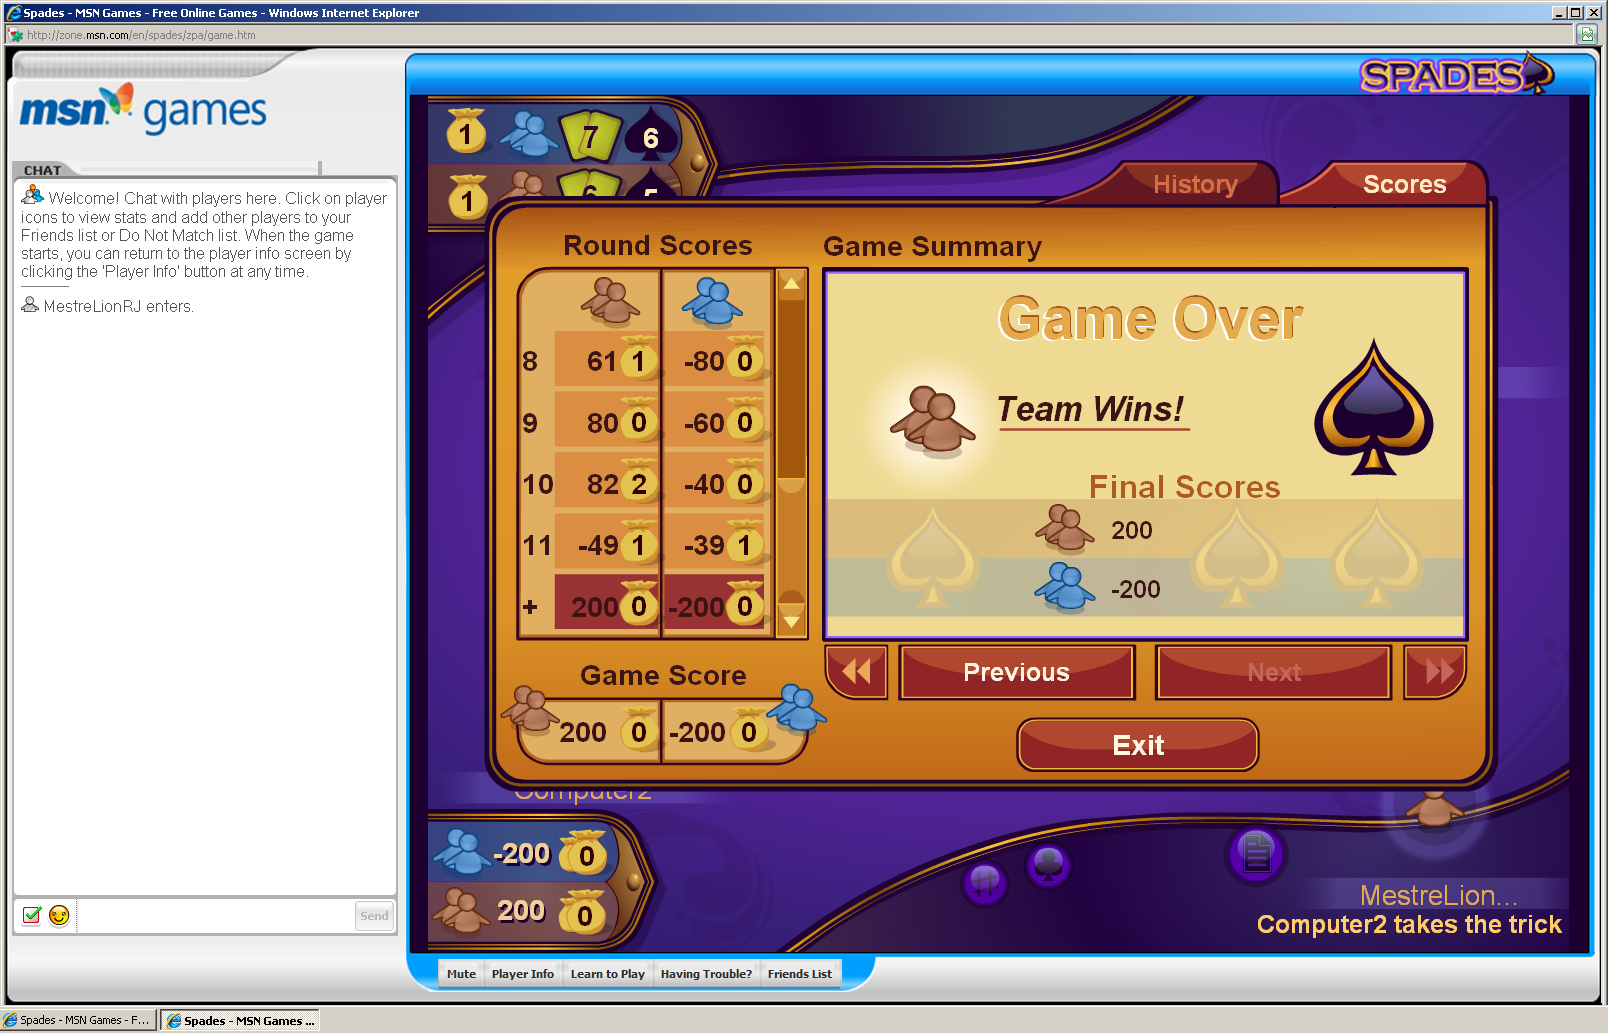 Spades - MSN Games - Free Online Games - Windows Internet Explorer
http://zone.msn.com/en/spades/zpa/game.htm
msn games
CHAT
Welcome! Chat with players here. Click on player
icons to view stats and add other players to your
Friends list or Do Not Match list. When the game
starts, you can return to the player info screen by
clicking the 'Player Info' button at any time.
MestreLionRJ enters.
Send
SPADES
1 7 6
1 6 5
History Scores
Round Scores
8 61 1 -80 0
9 80 0 -60 0
10 82 2 -40 0
11 -49 1 -39 1
+ 200 0 -200 0
Game Score
200 0 -200 0
Game Summary
Game Over
Team Wins!
Final Scores
200
-200
Previous Next
Exit
Computer2
-200 0
200 0
MestreLion...
Computer2 takes the trick
Mute Player Info Learn to Play Having Trouble? Friends List
Spades - MSN Games - F... Spades - MSN Games ...